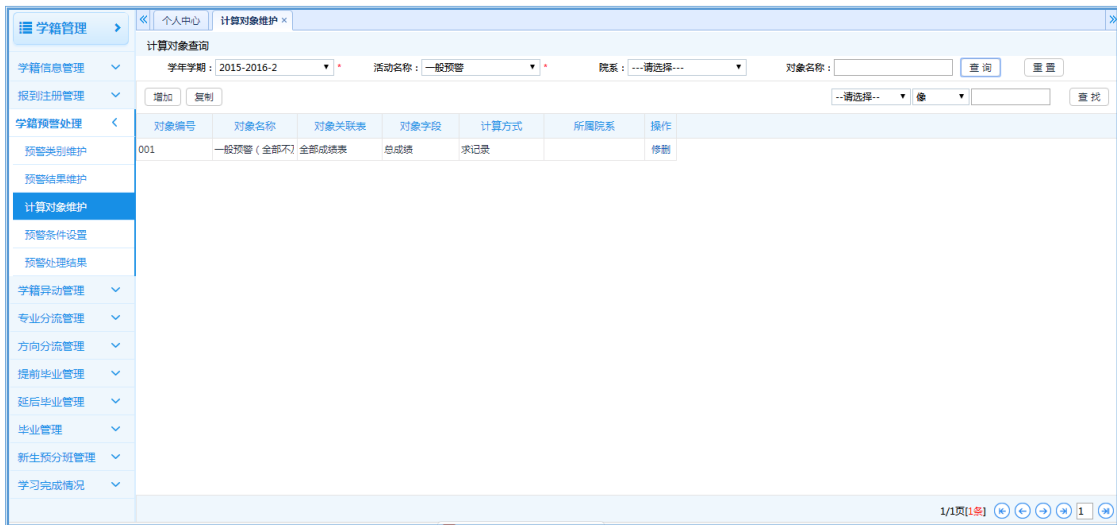 学籍管理
个人中心 计算对象维护 ×
计算对象查询
学年学期： 2015-2016-2 * 活动名称： 一般预警 * 院系： ---请选择--- 对象名称： 查 询 重 置
增加 复制 --请选择-- 像 查 找
对象编号 对象名称 对象关联表 对象字段 计算方式 所属院系 操作
001 一般预警（全部不及 全部成绩表 总成绩 求记录 修删
学籍信息管理
报到注册管理
学籍预警处理
预警类别维护
预警结果维护
计算对象维护
预警条件设置
预警处理结果
学籍异动管理
专业分流管理
方向分流管理
提前毕业管理
延后毕业管理
毕业管理
新生预分班管理
学习完成情况
1/1页[1条] 1